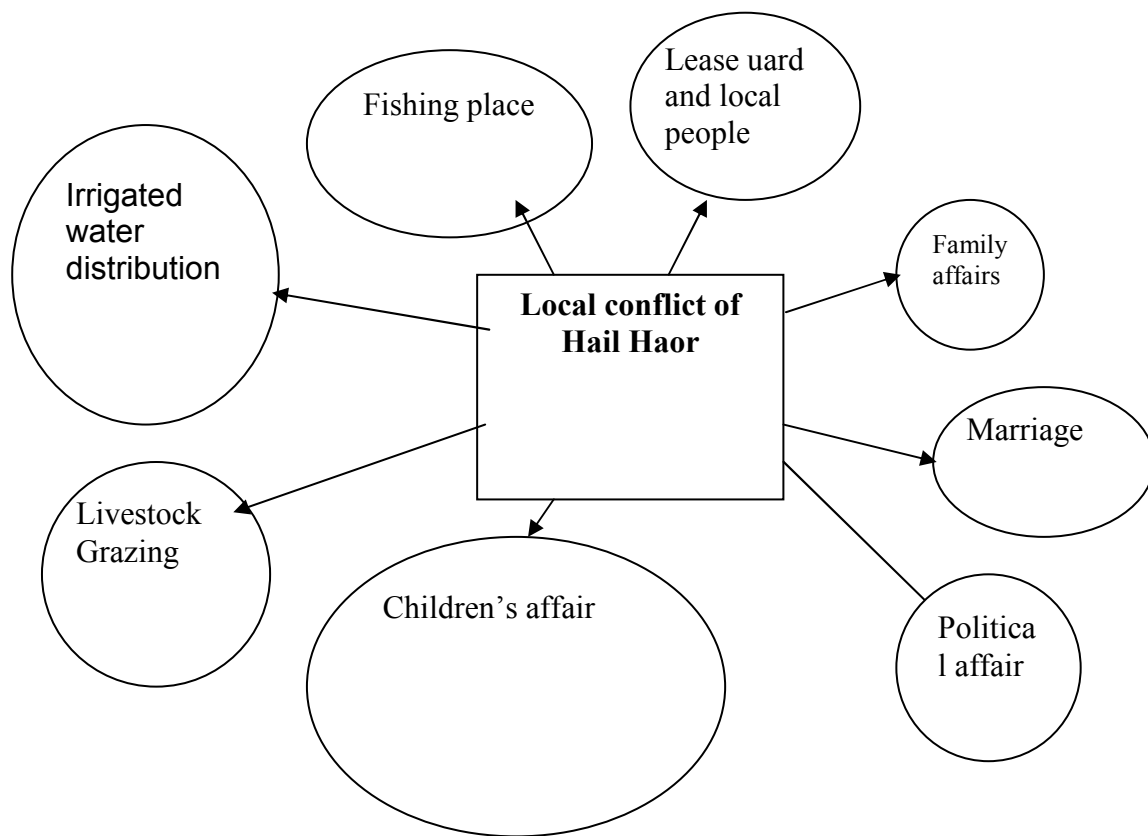 Lease uard
and local
people
Fishing place
Irrigated
water
distribution
Family
affairs
Local conflict of
Hail Haor
Marriage
Livestock
Grazing
Children’s affair
Politica
l affair